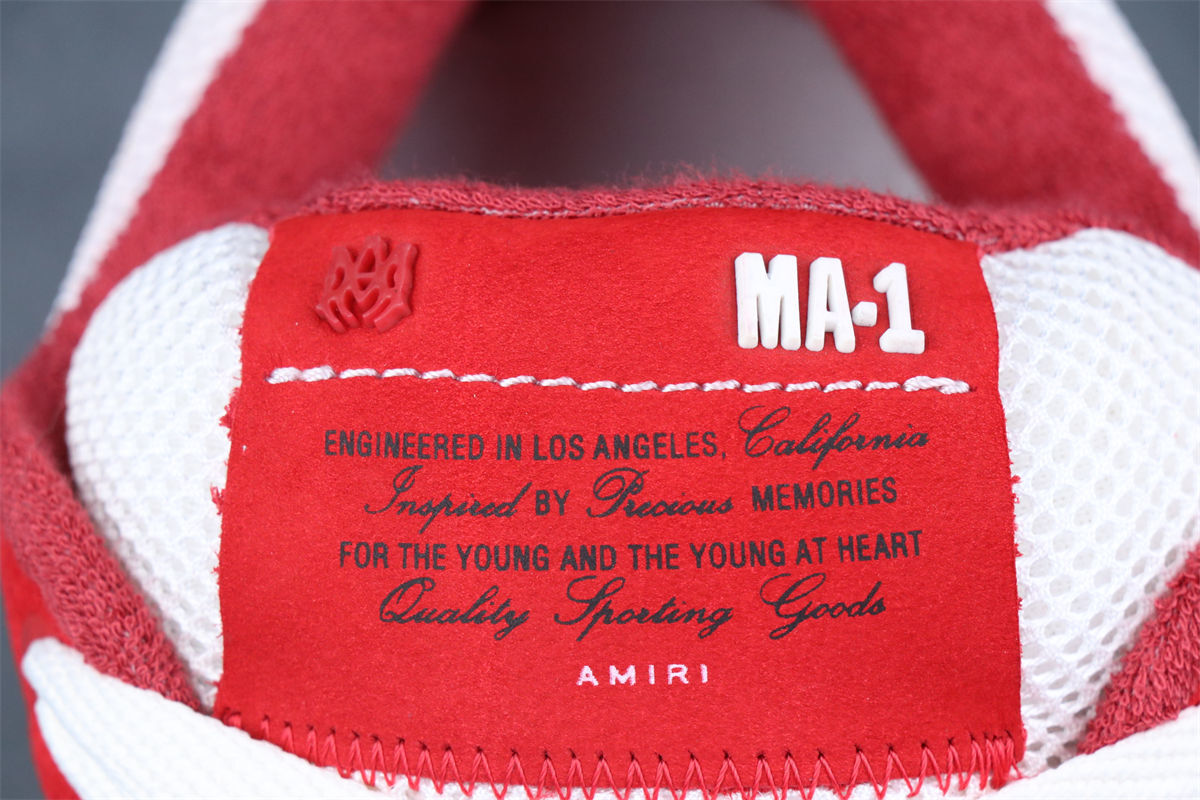 MA-1
ENGINEERED IN LOS ANGELES, California
Inspired BY Precious MEMORIES
FOR THE YOUNG AND THE YOUNG AT HEART
Quality Sporting Goods
AMIRI